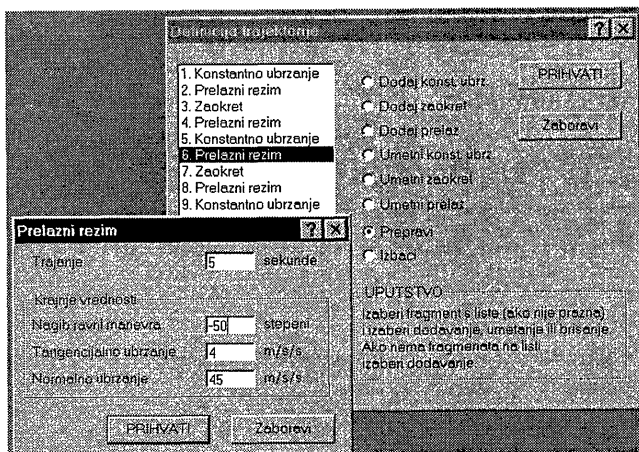 Definicija trajektorije
1. Konstantno ubrzanje
2. Prelazni rezim
3. Zaokret
4. Prelazni rezim
5. Konstantno ubrzanje
6. Prelazni rezim
7. Zaokret
8. Prelazni rezim
9. Konstantno ubrzanje
Dodaj konst. ubrz.
Dodaj zaokret
Dodaj prelaz
Umetni konst. ubrz.
Umetni zaokret
Umetni prelaz
Prepravi
Izbaci
PRIHVATI
Zaboravi
UPUTSTVO
Izaberi fragment s liste (ako nije prazna)
i izaberi dodavanje, umetanje ili brisanje.
Ako nema fragmenata na listi
izaberi dodavanje.
Prelazni rezim
Trajanje 5 sekunde
Krajnje vrednosti
Nagib ravni manevra -50 stepeni
Tangencijalno ubrzanje 4 m/s/s
Normalno ubrzanje 45 m/s/s
PRIHVATI Zaboravi